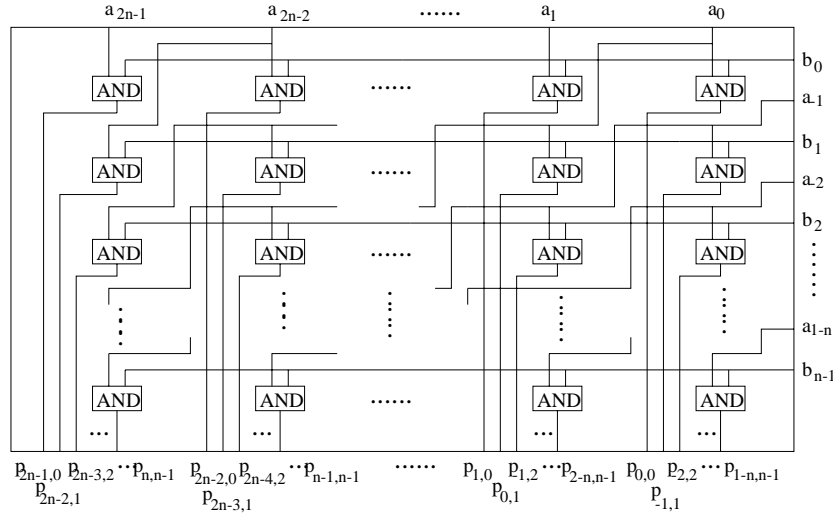 a2n-1 a2n-2 ...... a1 a0
b0
AND AND ...... AND AND
a-1
b1
AND AND ...... AND AND
a-2
b2
AND AND ...... AND AND
a1-n
bn-1
AND AND ...... AND AND
... ... ... ...
p2n-1,0 p2n-3,2 ... pn,n-1 p2n-2,0 p2n-4,2 ... pn-1,n-1 ...... p1,0 p-1,2 ... p2-n,n-1 p0,0 p-2,2 ... p1-n,n-1
p2n-2,1 p2n-3,1 p0,1 p-1,1